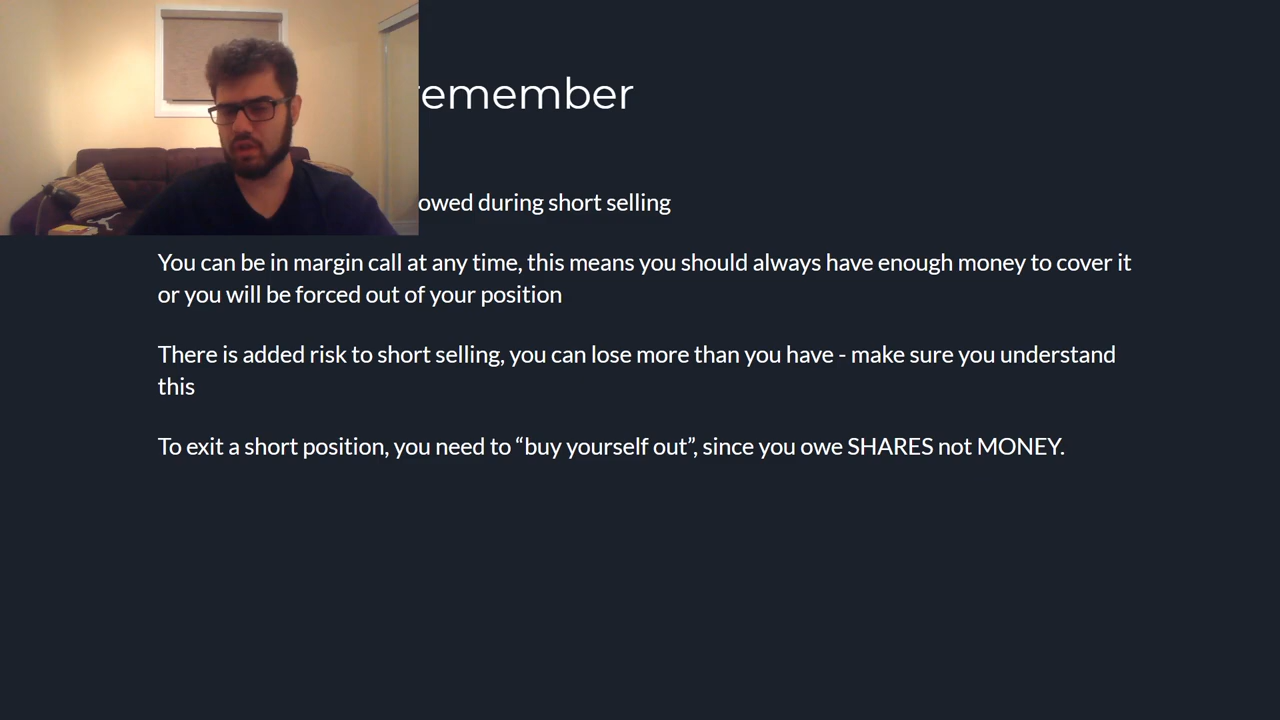 remember
owed during short selling
You can be in margin call at any time, this means you should always have enough money to cover it
or you will be forced out of your position
There is added risk to short selling, you can lose more than you have - make sure you understand
this
To exit a short position, you need to “buy yourself out”, since you owe SHARES not MONEY.